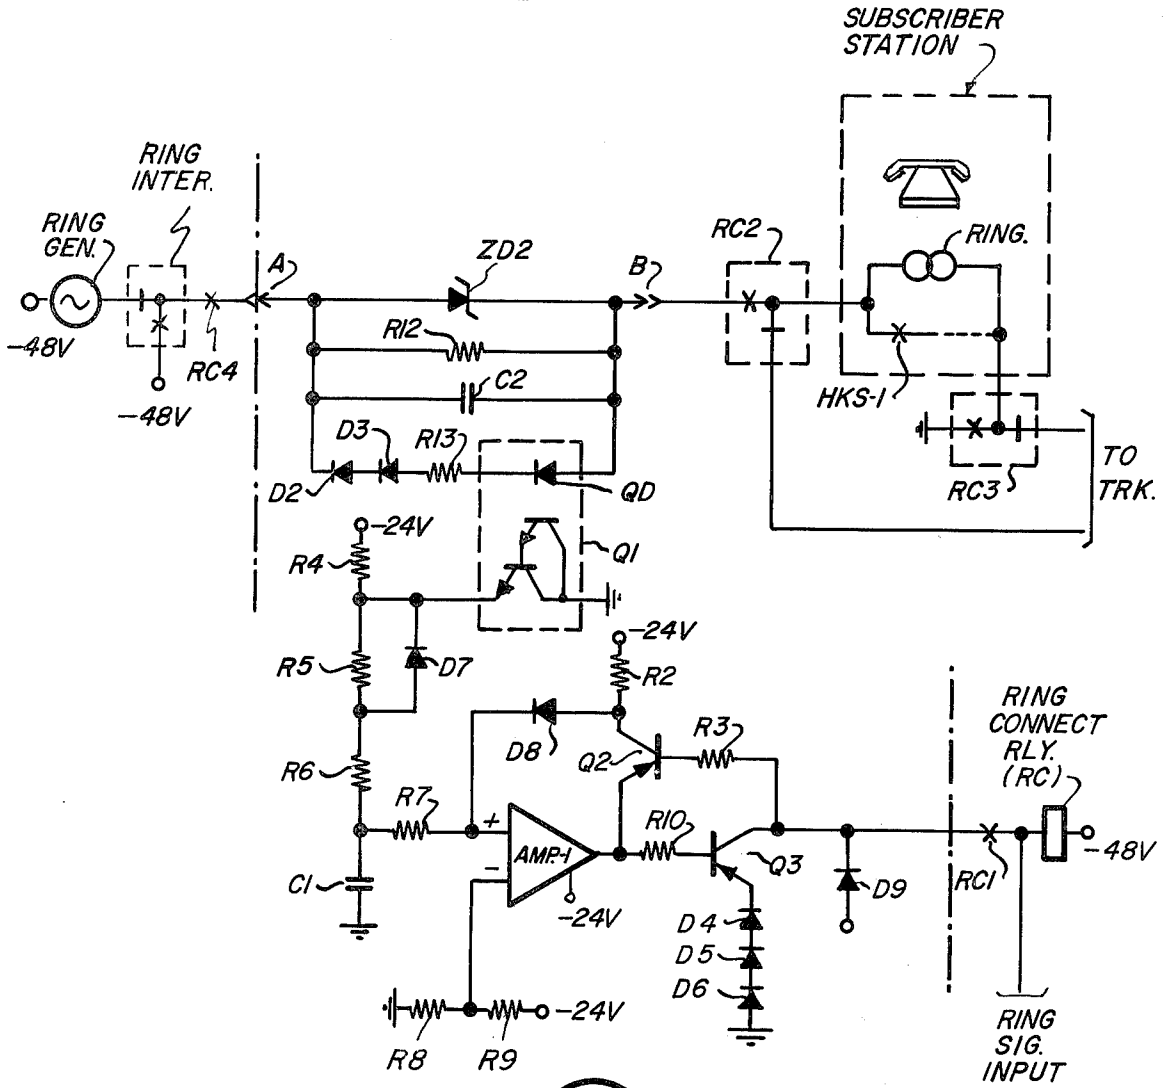 SUBSCRIBER
STATION
RING
INTER.
RING
GEN.
A
ZD2
B
RC2
RING.
-48V
RC4
-48V
R12
C2
HKS-1
D3
R13
D2
QD
RC3
TO
TRK.
-24V
R4
Q1
R5
D7
-24V
R2
D8
Q2
R3
RING
CONNECT
RLY.
(RC)
R6
R7
+
AMP.-1
-
-24V
R10
Q3
D9
RC1
-48V
C1
D4
D5
D6
-24V
R8
R9
RING
SIG.
INPUT